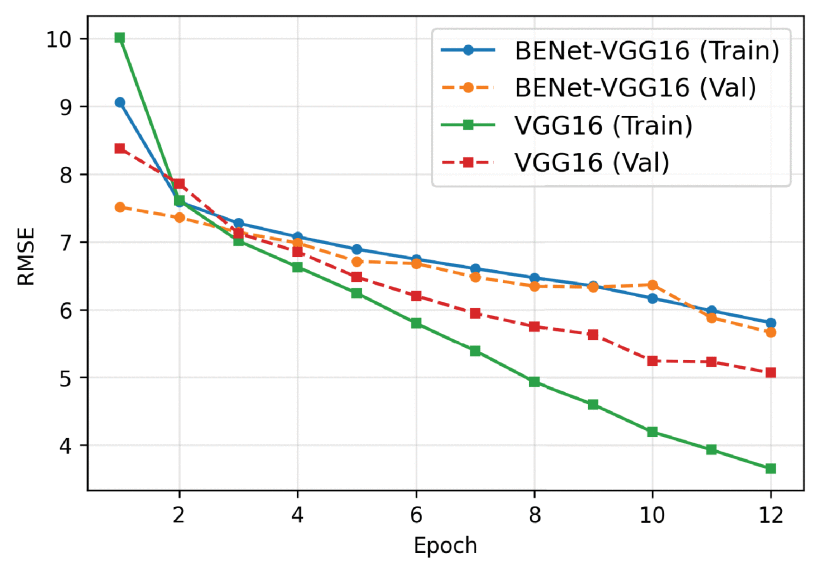 BENet-VGG16 (Train)
BENet-VGG16 (Val)
VGG16 (Train)
VGG16 (Val)
RMSE
10
9
8
7
6
5
4
2 4 6 8 10 12
Epoch